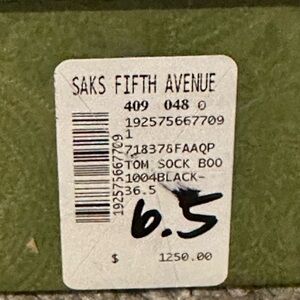 SAKS FIFTH AVENUE
409 048 0
192575667709
1
718378FAAQP
TOM SOCK BOO
1004BLACK-
36.5
6.5
$ 1250.00
192575667709